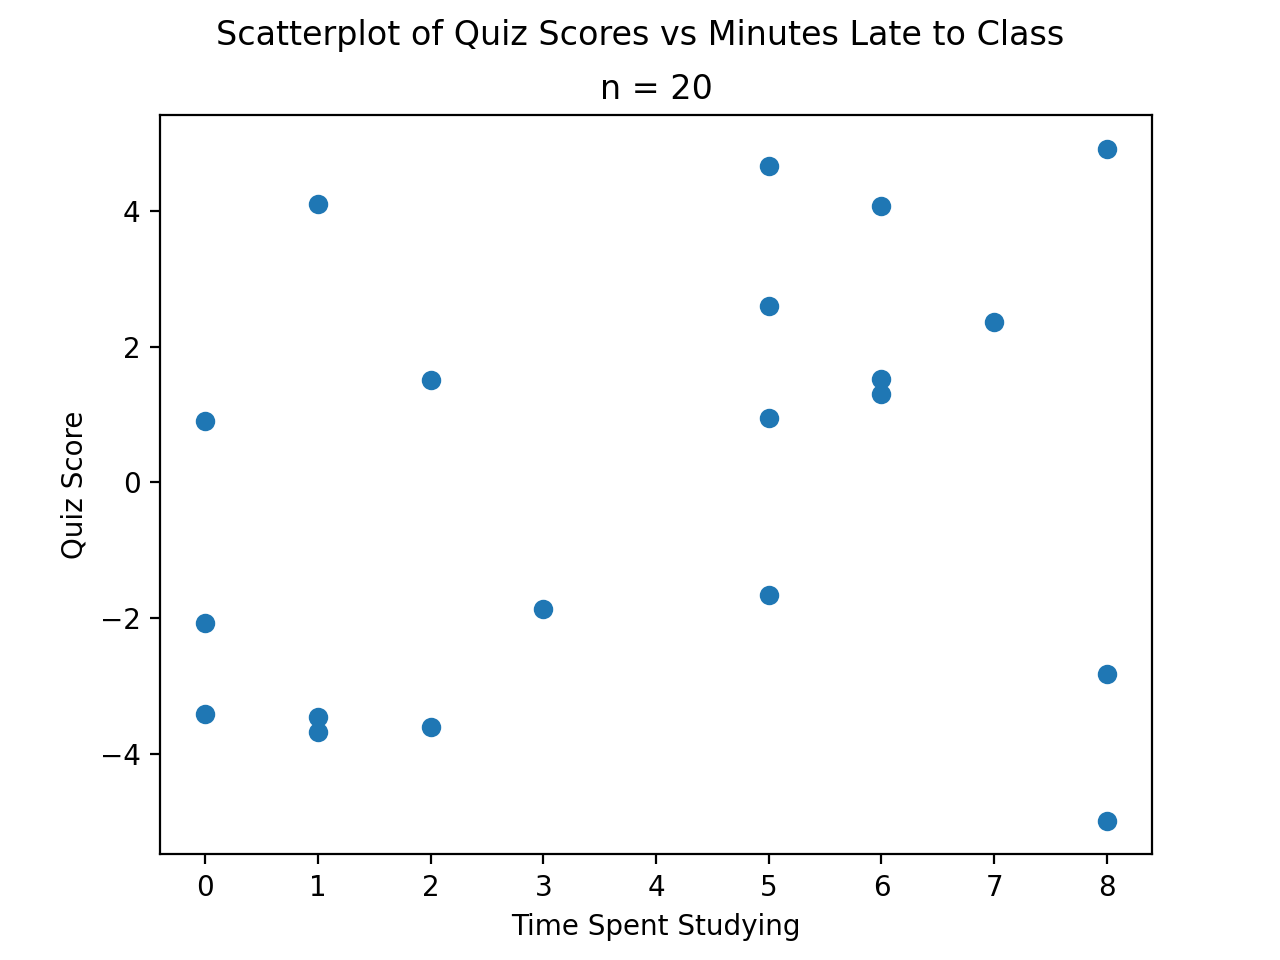 Scatterplot of Quiz Scores vs Minutes Late to Class
n = 20
4
2
0
−2
−4
Quiz Score
0 1 2 3 4 5 6 7 8
Time Spent Studying